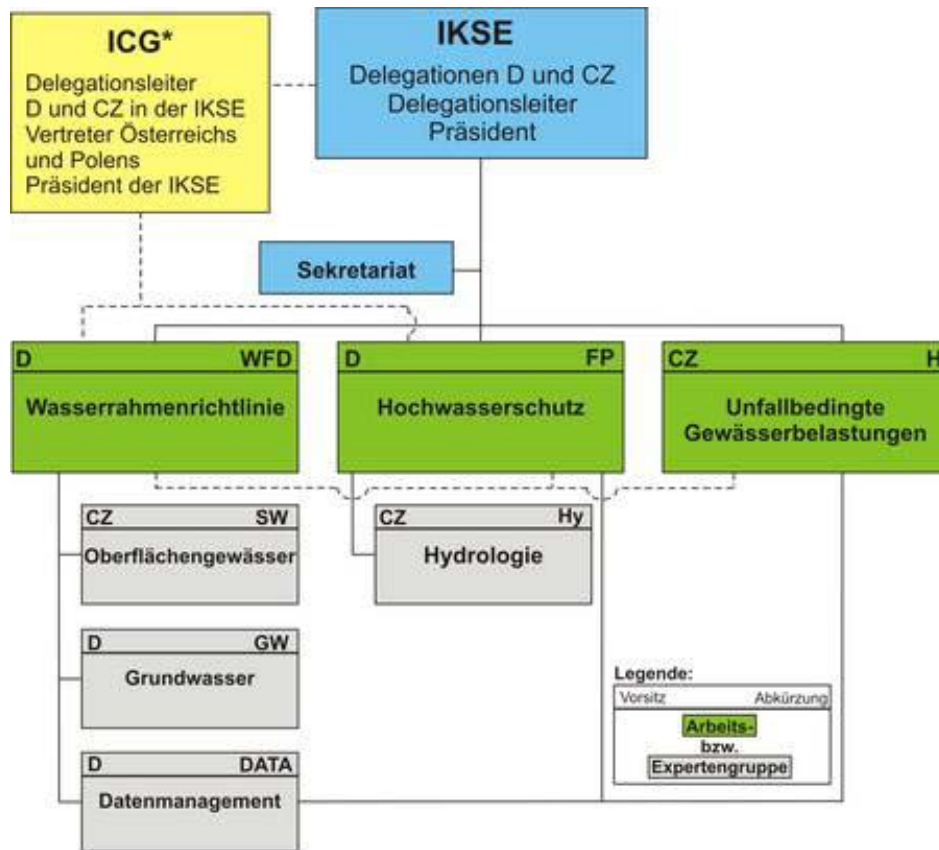 ICG*
Delegationsleiter
D und CZ in der IKSE
Vertreter Österreichs
und Polens
Präsident der IKSE
IKSE
Delegationen D und CZ
Delegationsleiter
Präsident
Sekretariat
D WFD
Wasserrahmenrichtlinie
D FP
Hochwasserschutz
CZ H
Unfallbedingte
Gewässerbelastungen
CZ SW
Oberflächengewässer
CZ Hy
Hydrologie
D GW
Grundwasser
D DATA
Datenmanagement
Legende:
Vorsitz Abkürzung
Arbeits-
bzw.
Expertengruppe